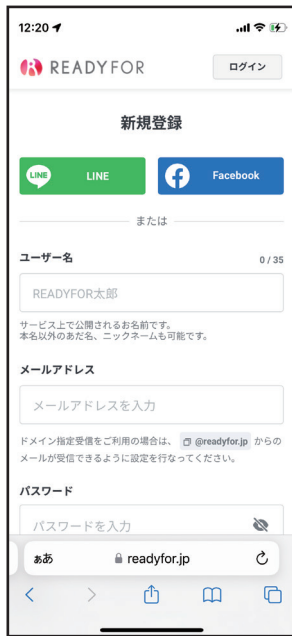 12:20
READYFOR
ログイン
新規登録
LINE
LINE
Facebook
または
ユーザー名
0 / 35
READYFOR太郎
サービス上で公開されるお名前です。
本名以外のあだ名、ニックネームも可能です。
メールアドレス
メールアドレスを入力
ドメイン指定受信をご利用の場合は、 @readyfor.jp からの
メールが受信できるように設定を行なってください。
パスワード
パスワードを入力
ぁあ
readyfor.jp